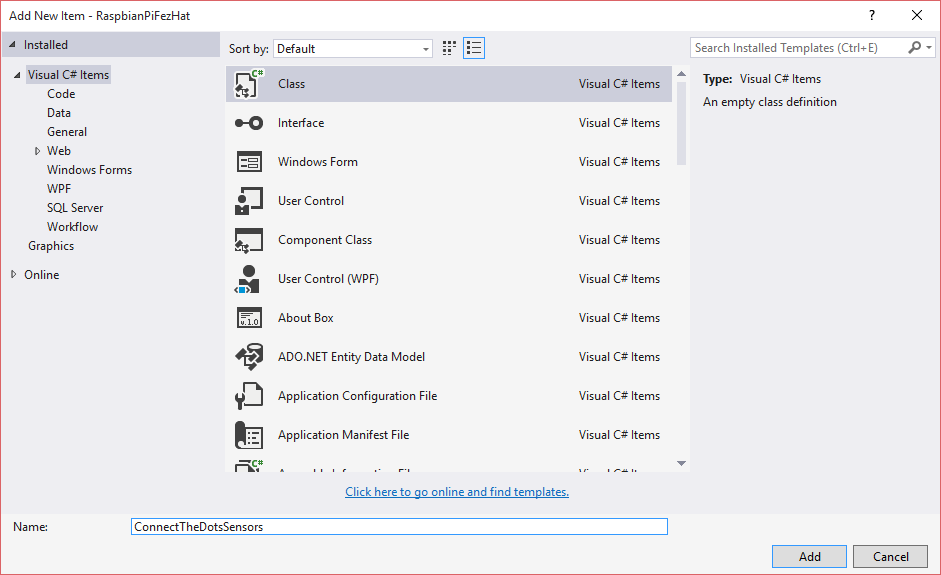 Add New Item - RaspbianPiFezHat
?
Installed
Sort by: Default
Search Installed Templates (Ctrl+E)
Visual C# Items
Code
Data
General
Web
Windows Forms
WPF
SQL Server
Workflow
Graphics
Online
Class Visual C# Items
Interface Visual C# Items
Windows Form Visual C# Items
User Control Visual C# Items
Component Class Visual C# Items
User Control (WPF) Visual C# Items
About Box Visual C# Items
ADO.NET Entity Data Model Visual C# Items
Application Configuration File Visual C# Items
Application Manifest File Visual C# Items
Type: Visual C# Items
An empty class definition
Click here to go online and find templates.
Name: ConnectTheDotsSensors
Add Cancel